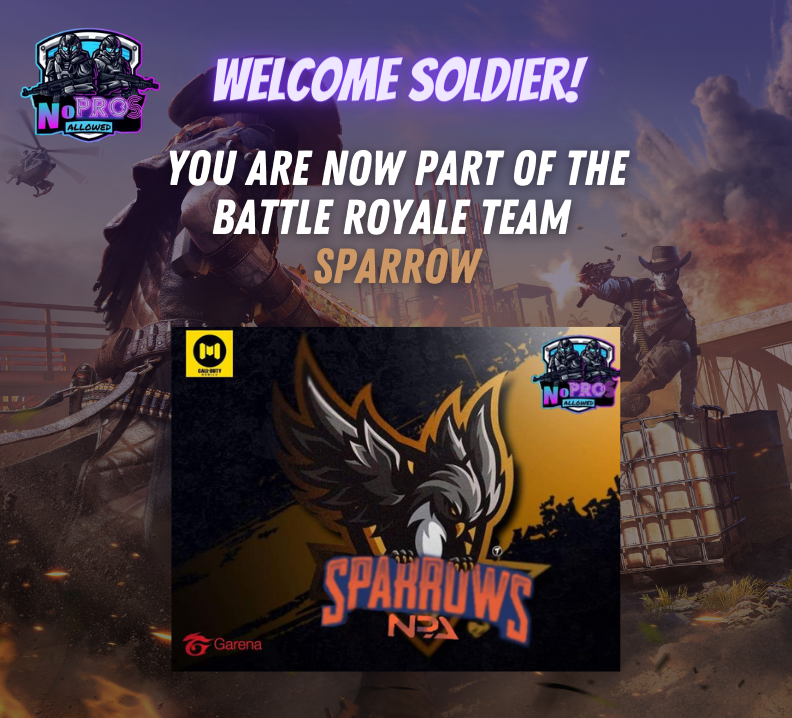 WELCOME SOLDIER!
NoPROS
ALLOWED
YOU ARE NOW PART OF THE
BATTLE ROYALE TEAM
SPARROW
CALL OF DUTY
MOBILE
NoPROS
ALLOWED
SPARROWS
NPA
Garena